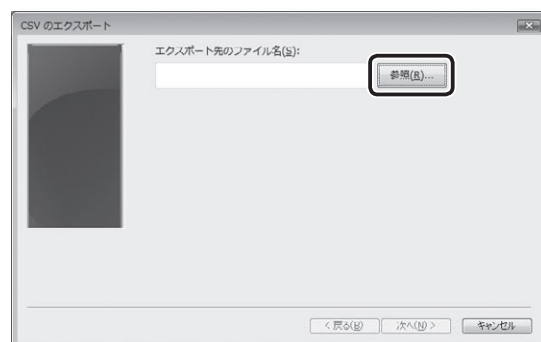 CSV のエクスポート
エクスポート先のファイル名(S):
参照(R)...
< 戻る(B) 次へ(N) > キャンセル